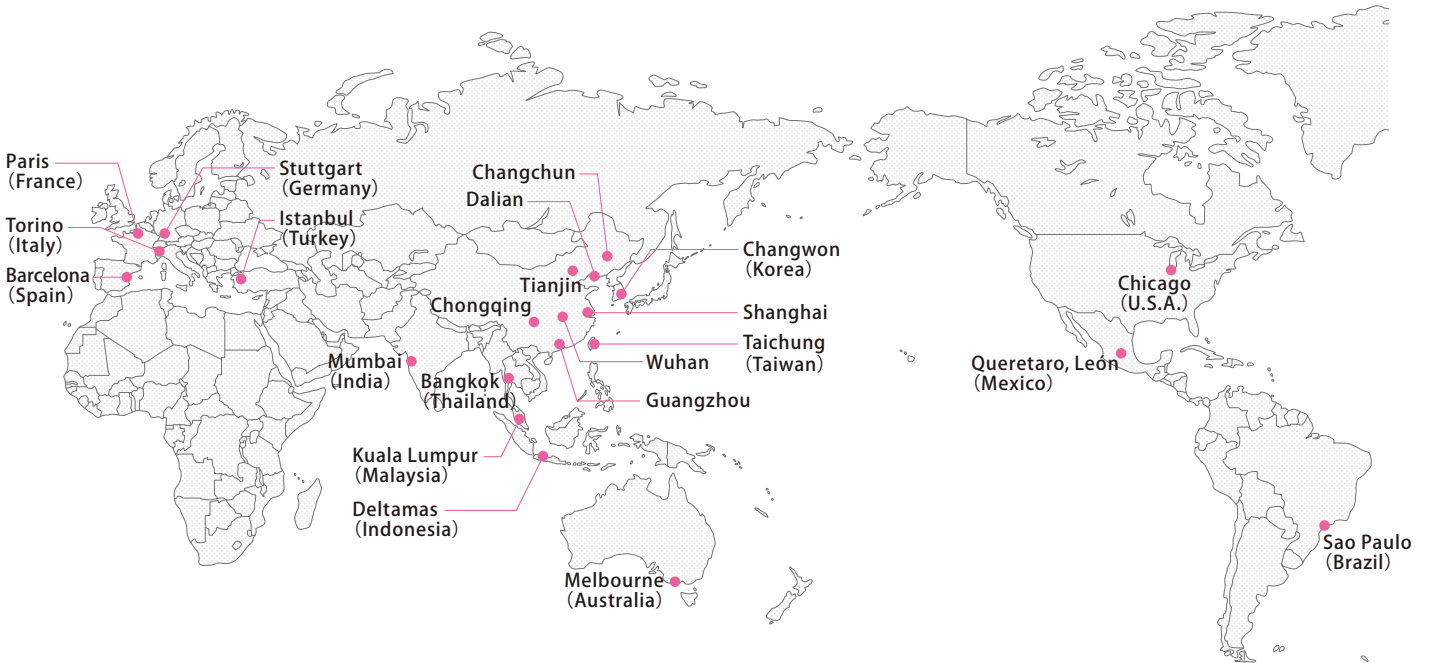 Paris
（France）
Torino
（Italy）
Barcelona
（Spain）
Stuttgart
（Germany）
Istanbul
（Turkey）
Changchun
Dalian
Tianjin
Chongqing
Changwon
（Korea）
Shanghai
Taichung
（Taiwan）
Wuhan
Guangzhou
Mumbai
（India）
Bangkok
（Thailand）
Kuala Lumpur
（Malaysia）
Deltamas
（Indonesia）
Melbourne
（Australia）
Chicago
（U.S.A.）
Queretaro, León
（Mexico）
Sao Paulo
（Brazil）